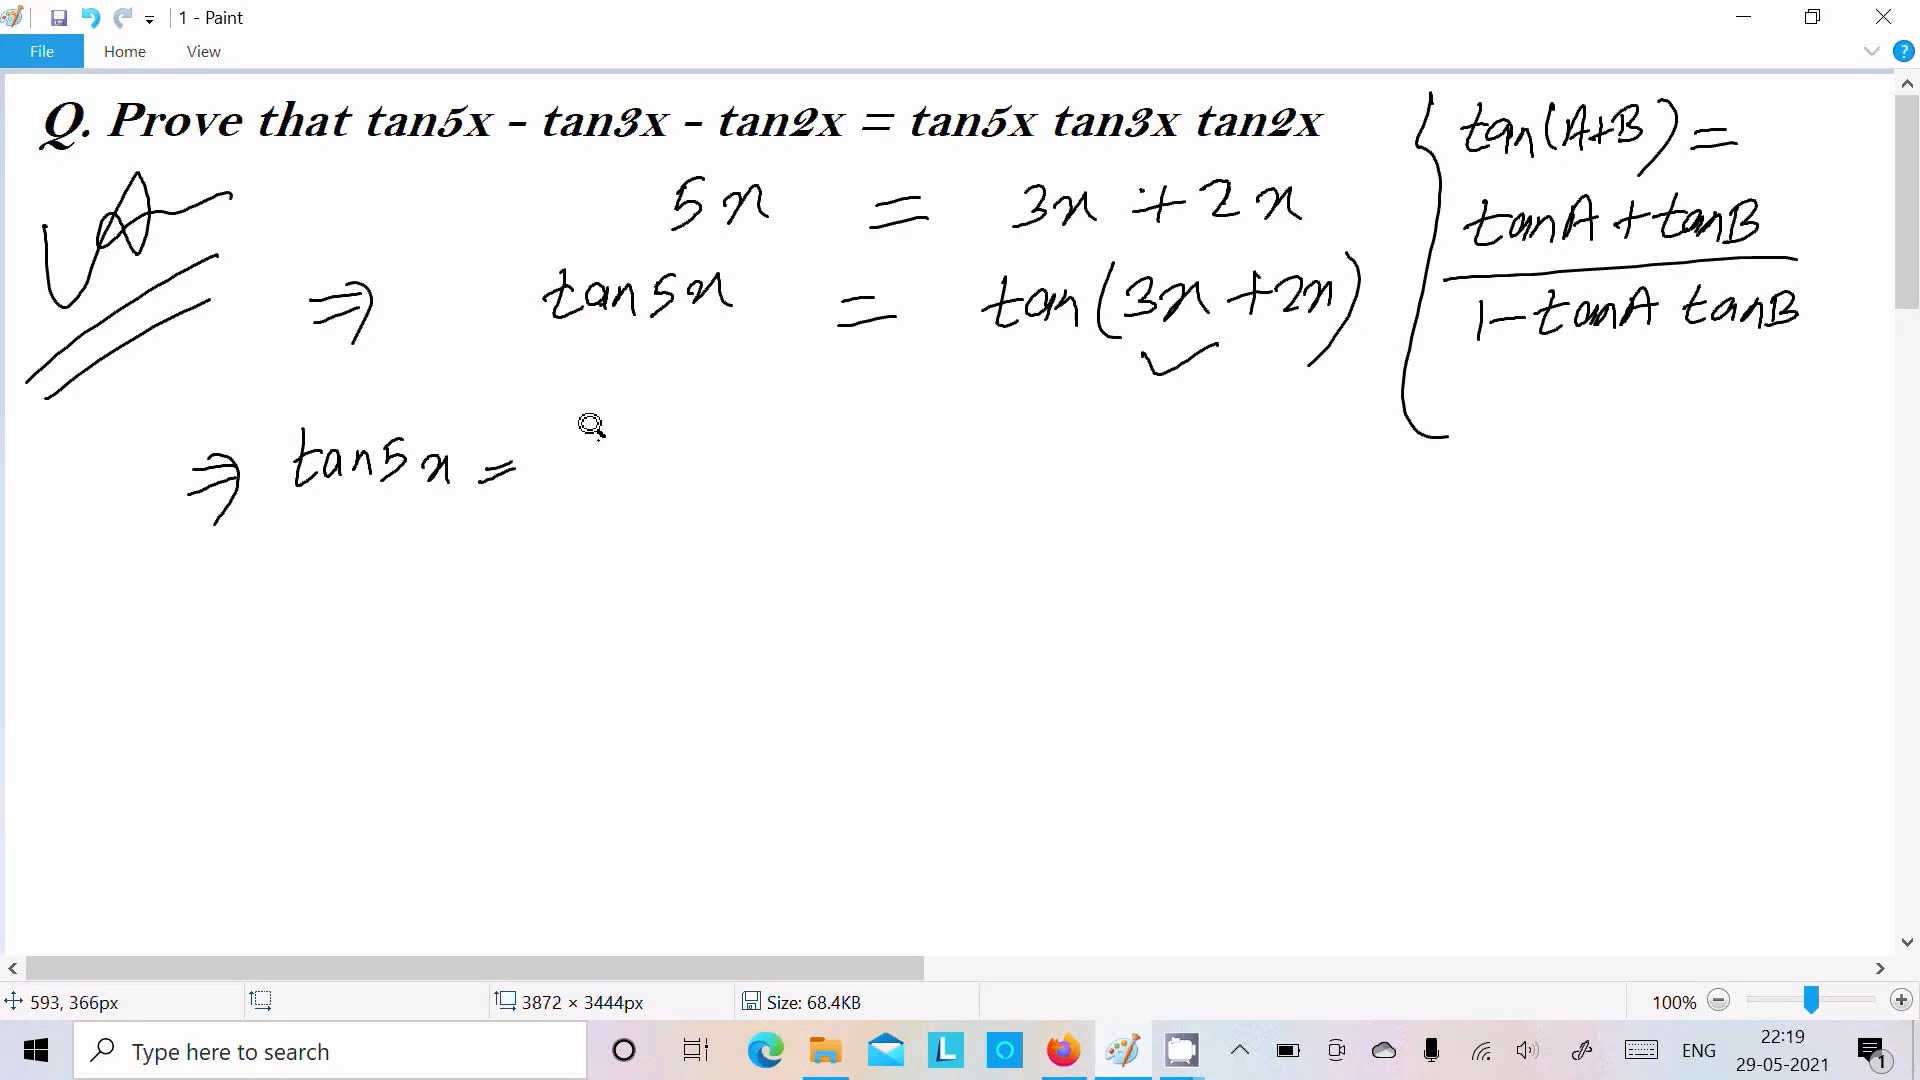 1 - Paint
File Home View
Q. Prove that tan5x - tan3x - tan2x = tan5x tan3x tan2x
5x = 3x + 2x
⇒ tan5x = tan(3x + 2x)
⇒ tan5x =
tan(A+B) =
tanA + tanB
1 - tanA tanB
593, 366px
3872 × 3444px
Size: 68.4KB
100%
Type here to search
L
ENG
22:19
29-05-2021
1